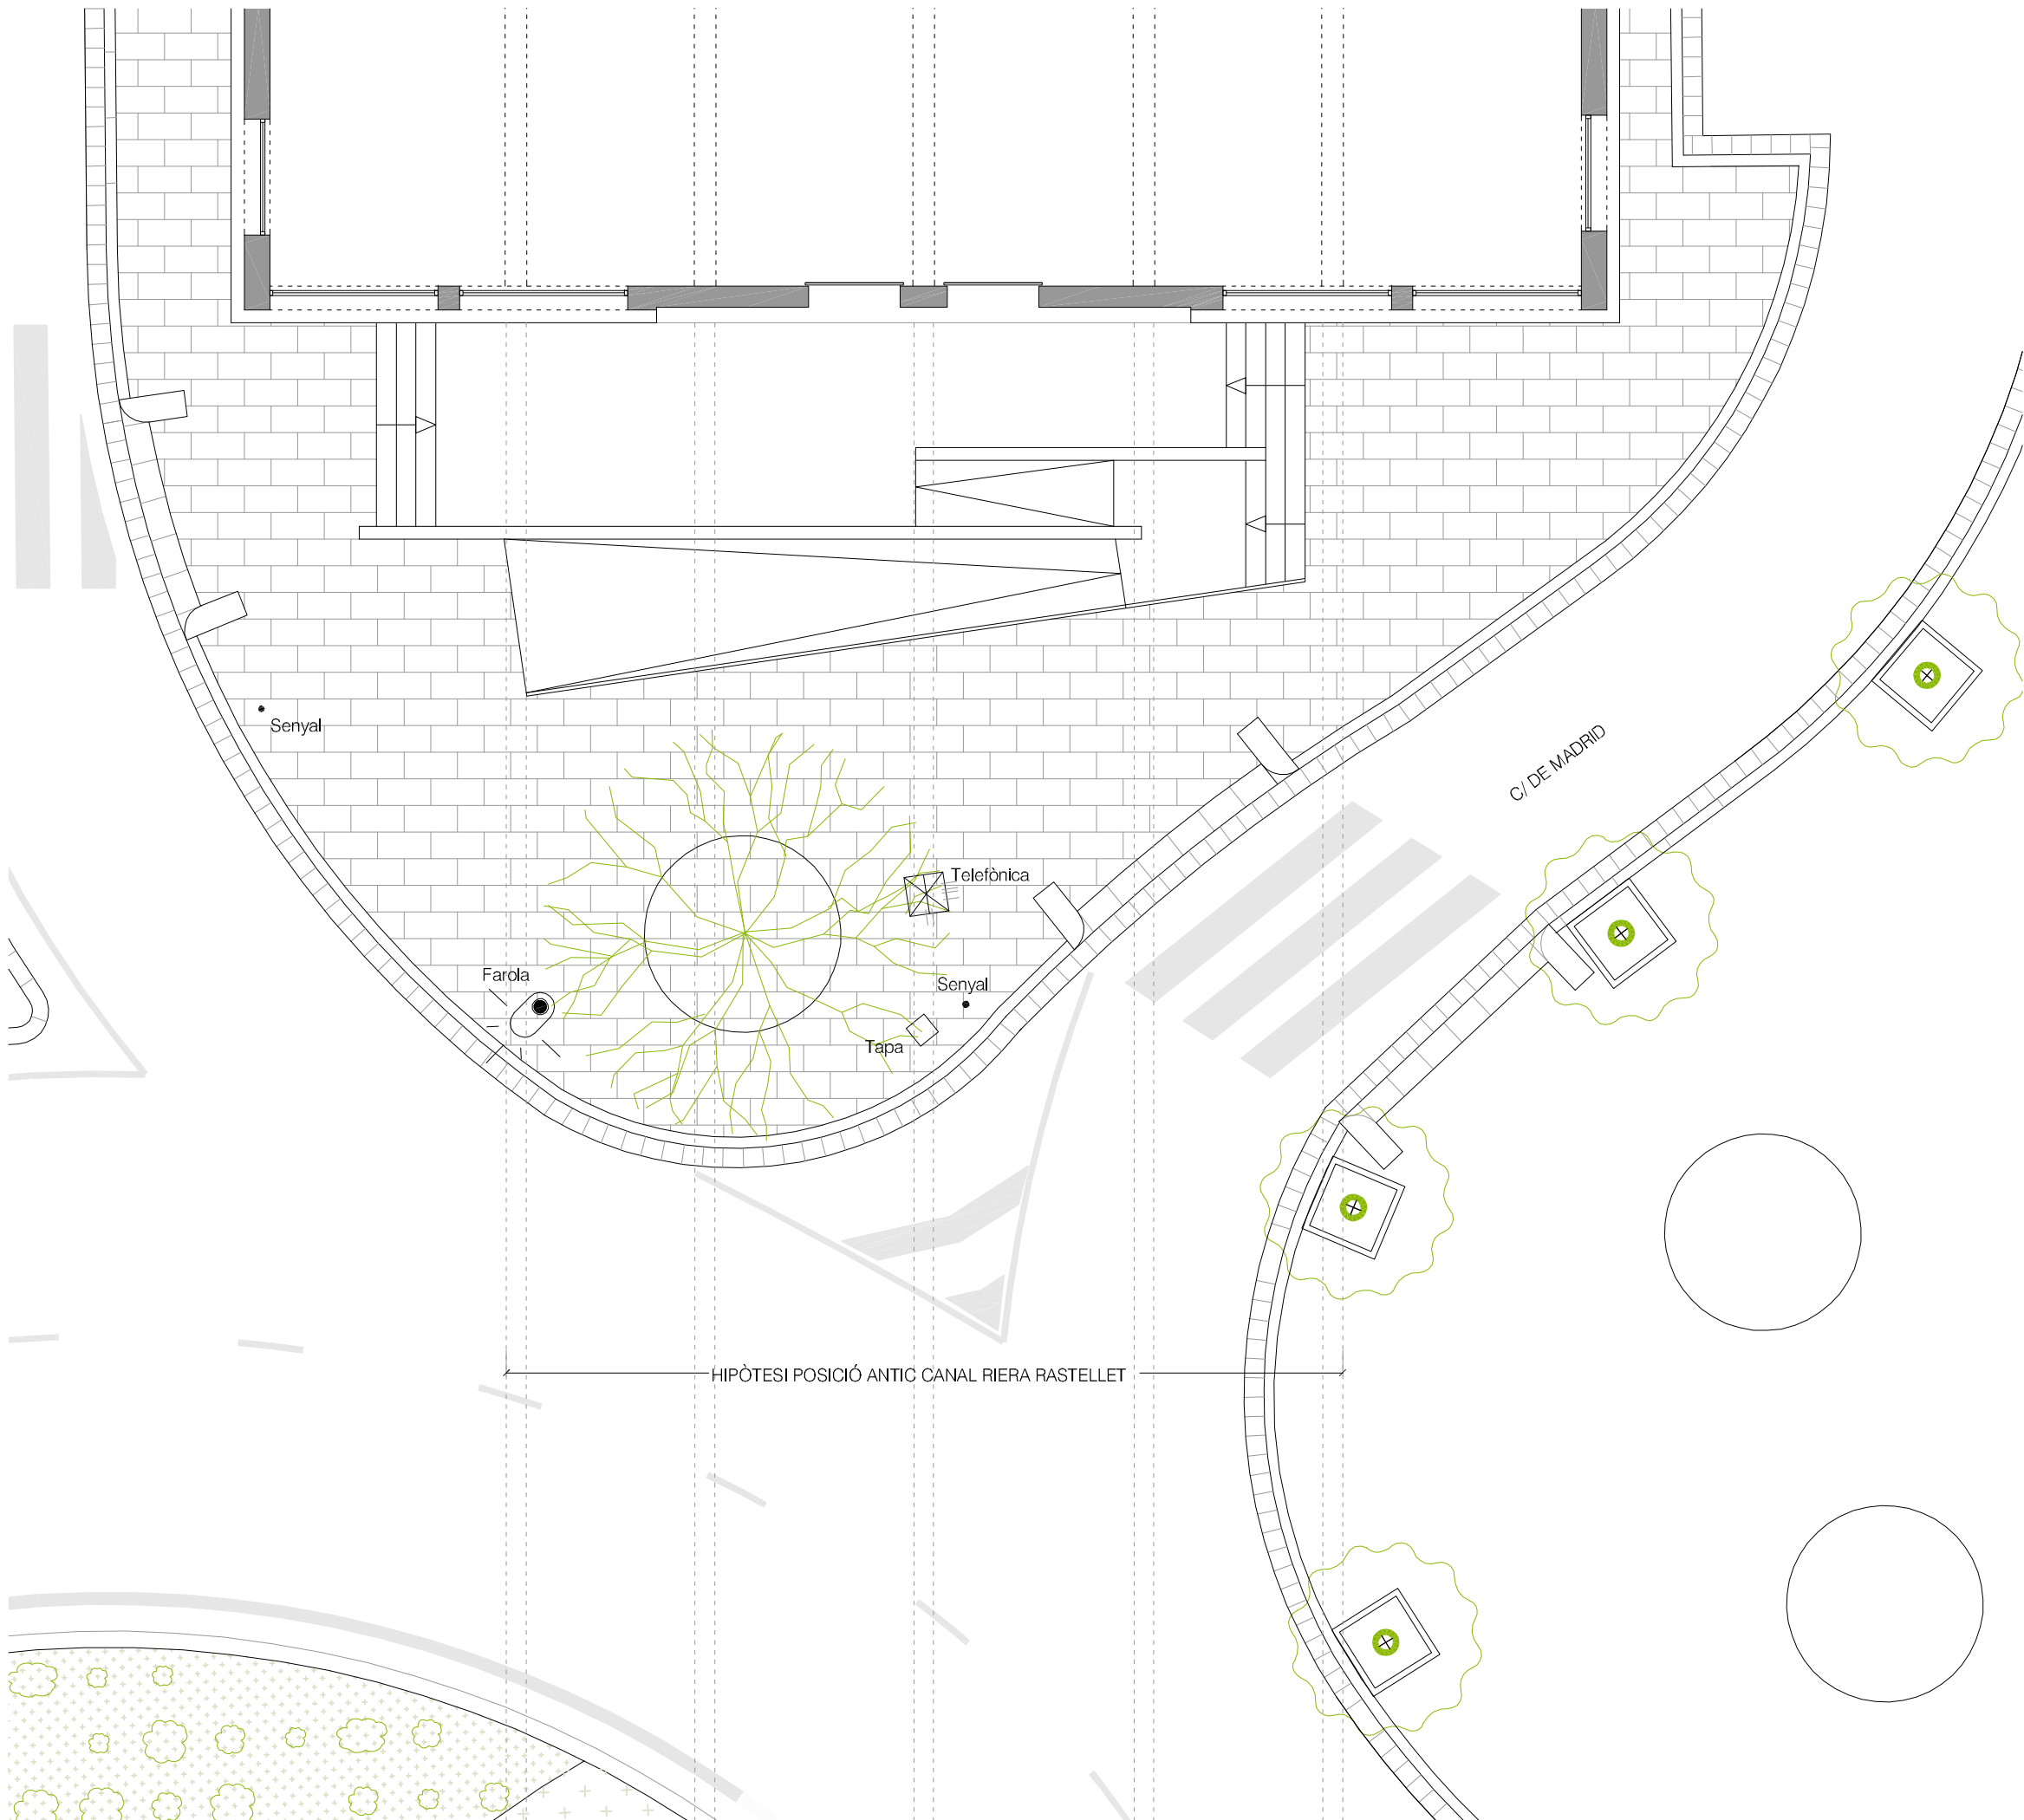 Senyal
C/ DE MADRID
Telefònica
Farola
Senyal
Tapa
HIPÒTESI POSICIÓ ANTIC CANAL RIERA RASTELLET